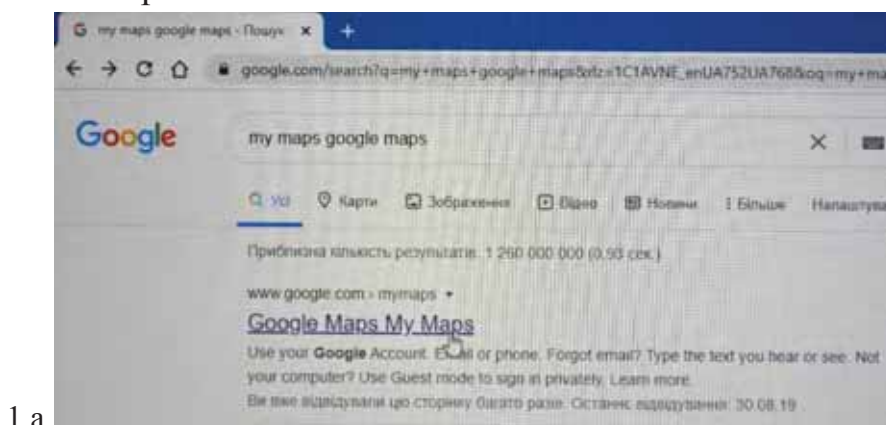 my maps google maps - Пошук
google.com/search?q=my+maps+google+maps&rlz=1C1AVNE_enUA752UA768&oq=my+ma
Google
my maps google maps
Усі Карти Зображення Відео Новини Більше Налаштува
Приблизна кількість результатів: 1 260 000 000 (0,93 сек.)
www.google.com › mymaps
Google Maps My Maps
Use your Google Account. Email or phone. Forgot email? Type the text you hear or see. Not
your computer? Use Guest mode to sign in privately. Learn more.
Ви вже відвідували цю сторінку багато разів. Останнє відвідування: 30.08.19
1 а